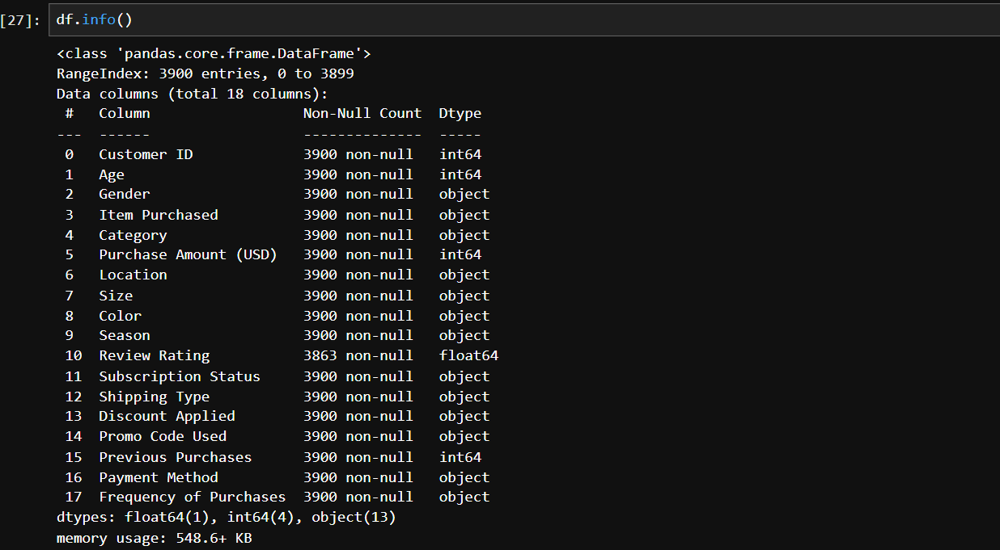 [27]: df.info()
<class 'pandas.core.frame.DataFrame'>
RangeIndex: 3900 entries, 0 to 3899
Data columns (total 18 columns):
 #   Column                  Non-Null Count  Dtype
---  ------                  --------------  -----
 0   Customer ID             3900 non-null   int64
 1   Age                     3900 non-null   int64
 2   Gender                  3900 non-null   object
 3   Item Purchased          3900 non-null   object
 4   Category                3900 non-null   object
 5   Purchase Amount (USD)   3900 non-null   int64
 6   Location                3900 non-null   object
 7   Size                    3900 non-null   object
 8   Color                   3900 non-null   object
 9   Season                  3900 non-null   object
 10  Review Rating           3863 non-null   float64
 11  Subscription Status     3900 non-null   object
 12  Shipping Type           3900 non-null   object
 13  Discount Applied        3900 non-null   object
 14  Promo Code Used         3900 non-null   object
 15  Previous Purchases      3900 non-null   int64
 16  Payment Method          3900 non-null   object
 17  Frequency of Purchases  3900 non-null   object
dtypes: float64(1), int64(4), object(13)
memory usage: 548.6+ KB